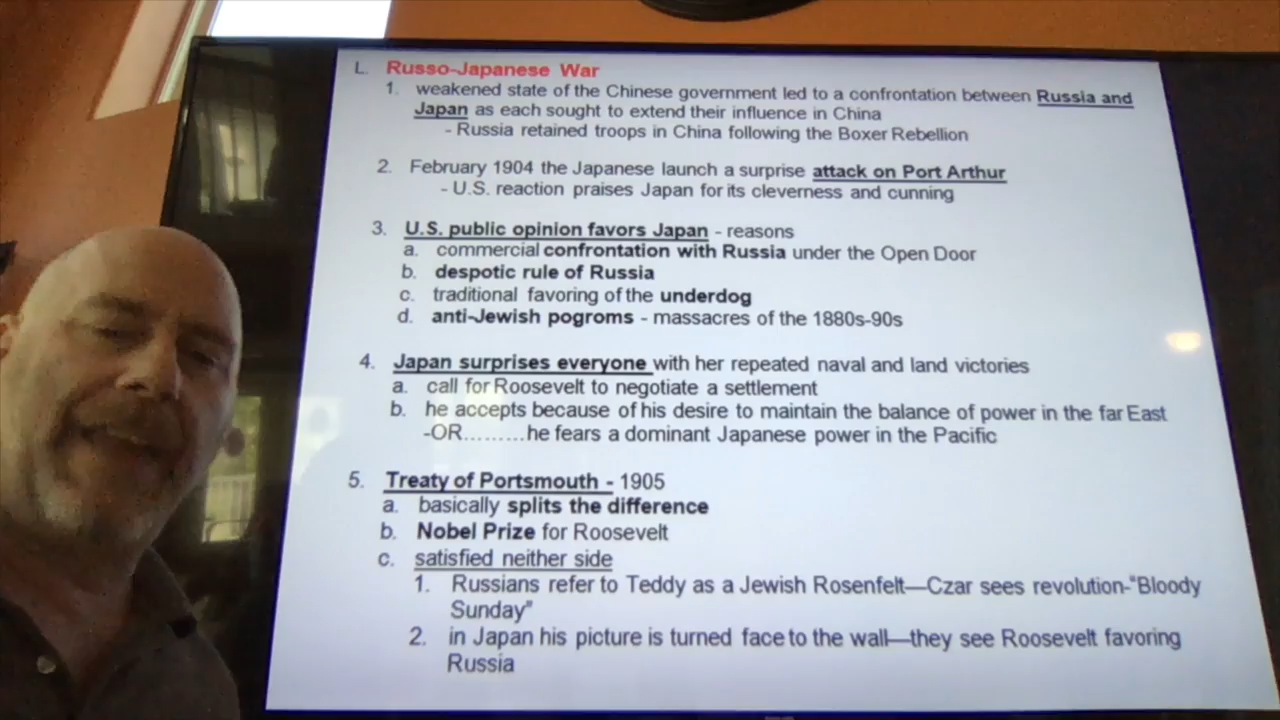 L. Russo-Japanese War
1. weakened state of the Chinese government led to a confrontation between Russia and
Japan as each sought to extend their influence in China
- Russia retained troops in China following the Boxer Rebellion
2. February 1904 the Japanese launch a surprise attack on Port Arthur
- U.S. reaction praises Japan for its cleverness and cunning
3. U.S. public opinion favors Japan - reasons
a. commercial confrontation with Russia under the Open Door
b. despotic rule of Russia
c. traditional favoring of the underdog
d. anti-Jewish pogroms - massacres of the 1880s-90s
4. Japan surprises everyone with her repeated naval and land victories
a. call for Roosevelt to negotiate a settlement
b. he accepts because of his desire to maintain the balance of power in the far East
-OR.........he fears a dominant Japanese power in the Pacific
5. Treaty of Portsmouth - 1905
a. basically splits the difference
b. Nobel Prize for Roosevelt
c. satisfied neither side
1. Russians refer to Teddy as a Jewish Rosenfelt—Czar sees revolution-"Bloody
Sunday"
2. in Japan his picture is turned face to the wall—they see Roosevelt favoring
Russia